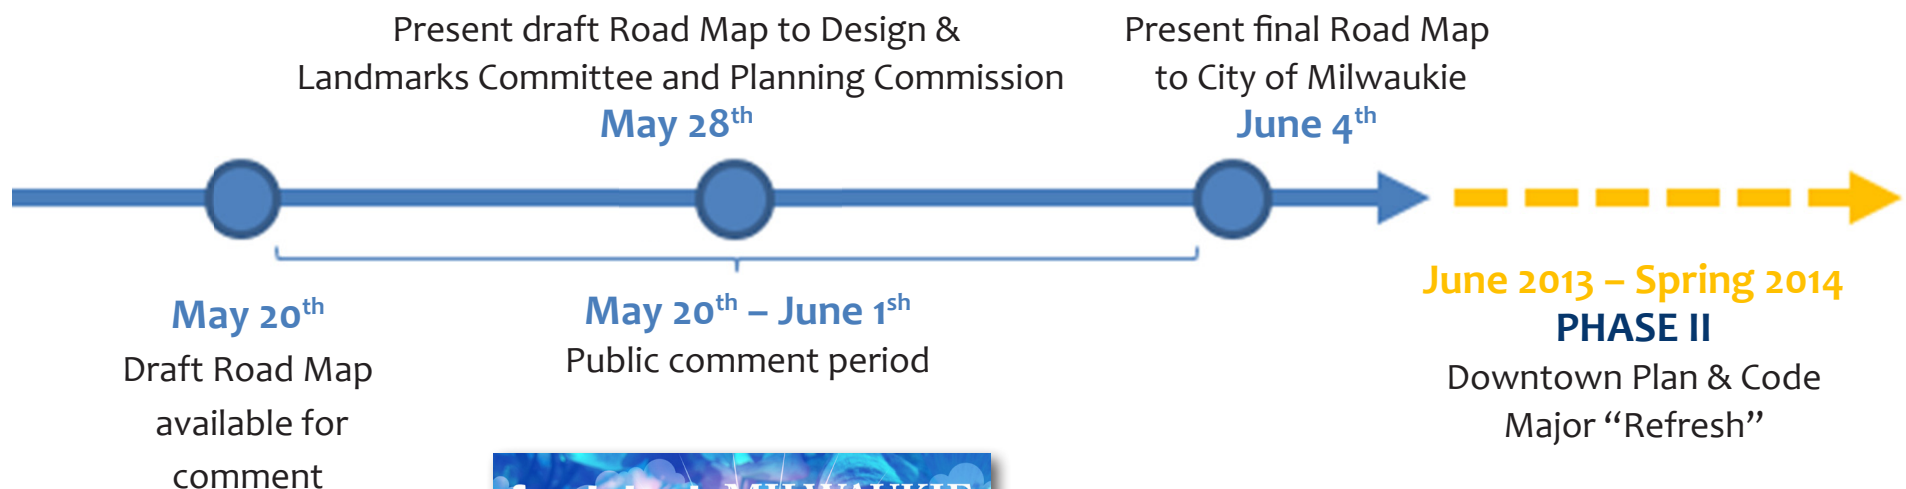 Present draft Road Map to Design &
Landmarks Committee and Planning Commission
May 28th
Present final Road Map
to City of Milwaukie
June 4th
May 20th
Draft Road Map
available for
comment
May 20th – June 1sh
Public comment period
June 2013 – Spring 2014
PHASE II
Downtown Plan & Code
Major “Refresh”
MILWAUKIE